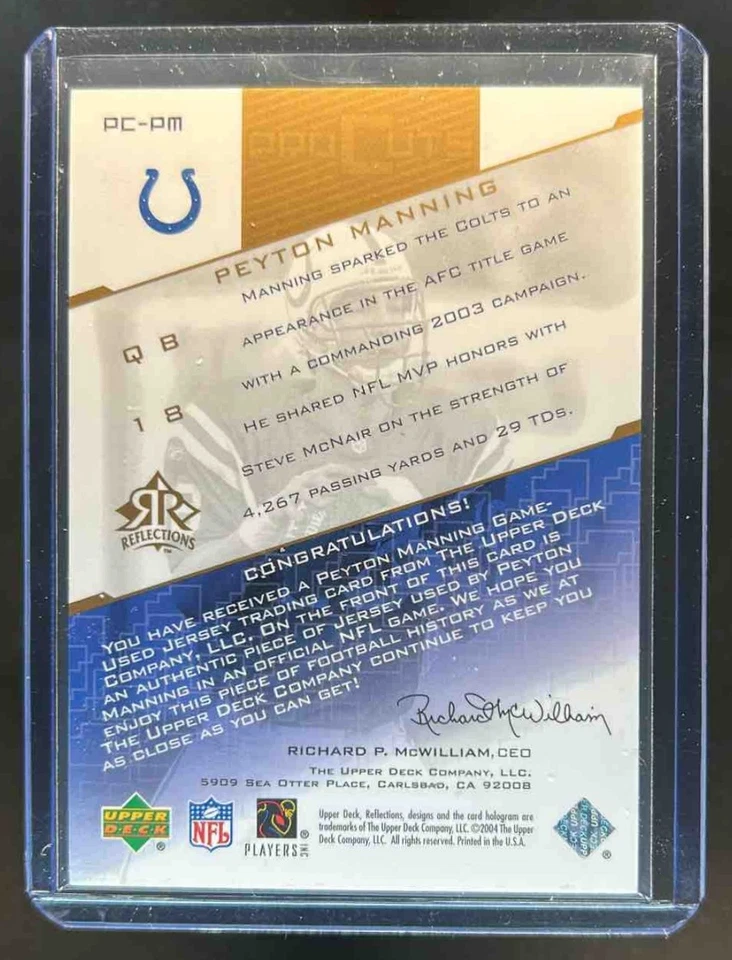 PC-PM
PRO CUTS
PEYTON MANNING
MANNING SPARKED THE COLTS TO AN
APPEARANCE IN THE AFC TITLE GAME
WITH A COMMANDING 2003 CAMPAIGN.
HE SHARED NFL MVP HONORS WITH
STEVE MCNAIR ON THE STRENGTH OF
4,267 PASSING YARDS AND 29 TDS.
QB
18
RR
REFLECTIONS™
CONGRATULATIONS!
YOU HAVE RECEIVED A PEYTON MANNING GAME-
USED JERSEY TRADING CARD FROM THE UPPER DECK
COMPANY, LLC. ON THE FRONT OF THIS CARD IS
AN AUTHENTIC PIECE OF JERSEY USED BY PEYTON
MANNING IN AN OFFICIAL NFL GAME. WE HOPE YOU
ENJOY THIS PIECE OF FOOTBALL HISTORY AS WE AT
THE UPPER DECK COMPANY CONTINUE TO KEEP YOU
AS CLOSE AS YOU CAN GET!
Richard McWilliam
RICHARD P. MCWILLIAM, CEO
THE UPPER DECK COMPANY, LLC.
5909 SEA OTTER PLACE, CARLSBAD, CA 92008
UPPER DECK ®
NFL
PLAYERS INC ®
Upper Deck, Reflections, designs and the card hologram are
trademarks of The Upper Deck Company, LLC. ©2004 The Upper
Deck Company, LLC. All rights reserved. Printed in the U.S.A.
®